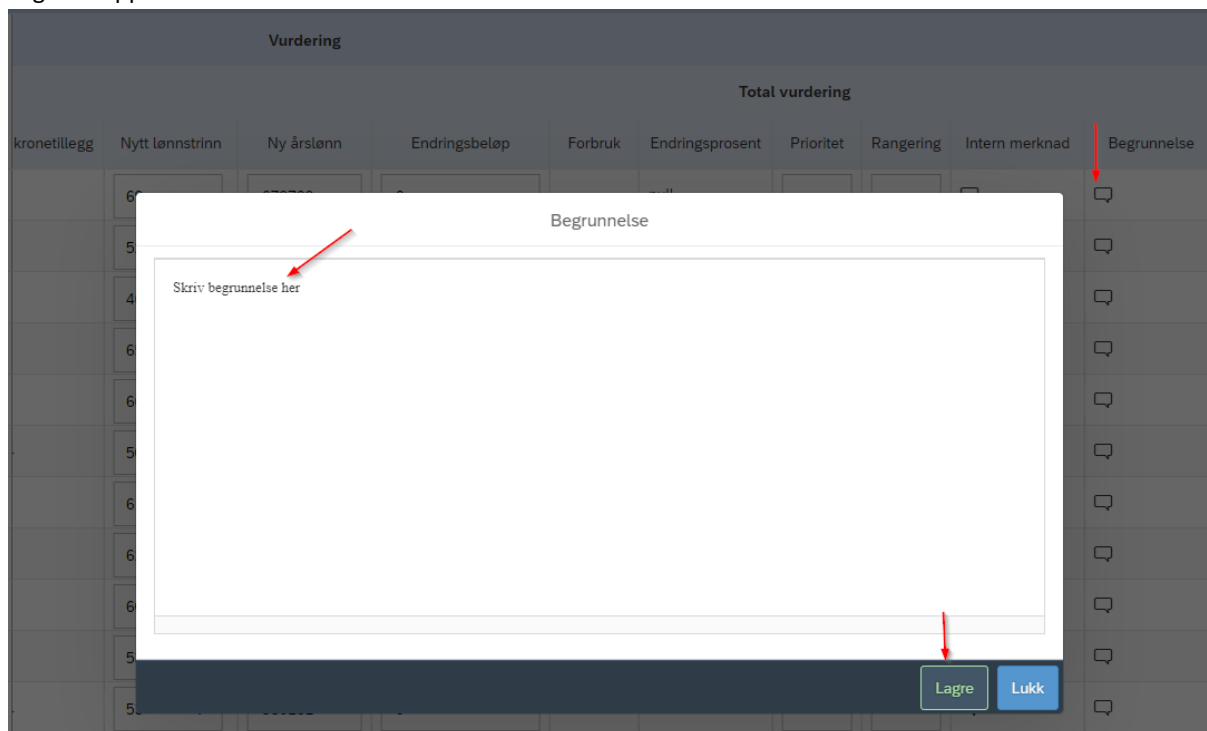 Vurdering
Total vurdering
kronetillegg Nytt lønnstrinn Ny årslønn Endringsbeløp Forbruk Endringsprosent Prioritet Rangering Intern merknad Begrunnelse
Begrunnelse
Skriv begrunnelse her
Lagre Lukk